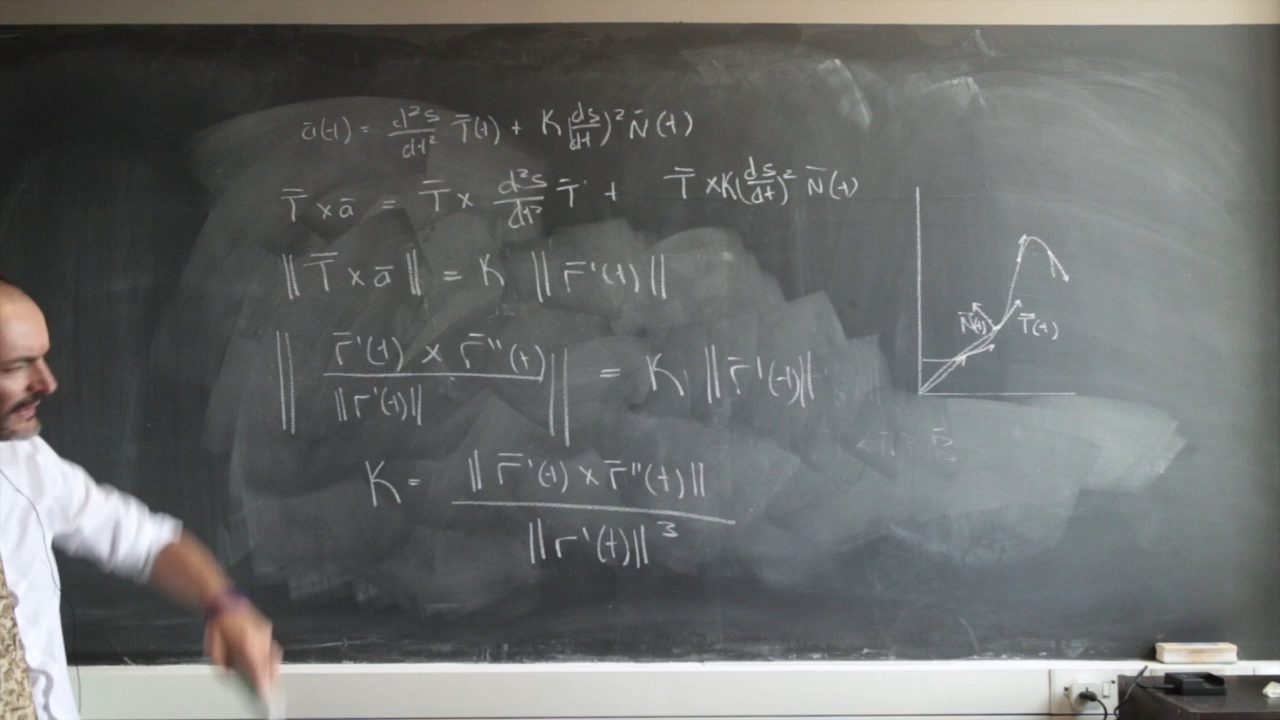 ā(t) = d²s/dt² T̄(t) + K(ds/dt)² N̄(t)
T̄ × ā = T̄ × d²s/dt² T̄ + T̄ × K(ds/dt)² N̄(t)
‖T̄ × ā‖ = K ‖r̄'(t)‖
‖ r̄'(t) × r̄''(t) / ‖r'(t)‖ ‖ = K ‖r̄'(t)‖
K = ‖r̄'(t) × r̄''(t)‖ / ‖r'(t)‖³
N̄(t) T̄(t)